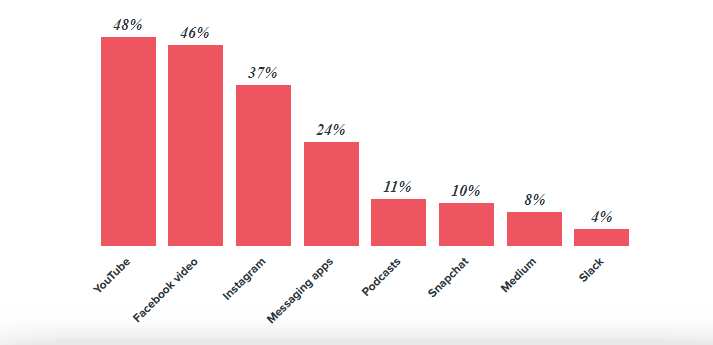 48%
46%
37%
24%
11%
10%
8%
4%
YouTube
Facebook video
Instagram
Messaging apps
Podcasts
Snapchat
Medium
Slack